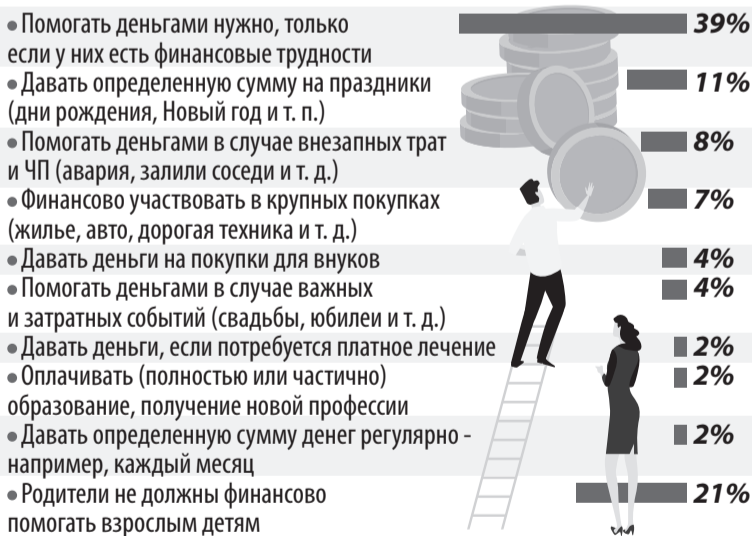 • Помогать деньгами нужно, только 39%
если у них есть финансовые трудности
• Давать определенную сумму на праздники 11%
(дни рождения, Новый год и т. п.)
• Помогать деньгами в случае внезапных трат 8%
и ЧП (авария, залили соседи и т. д.)
• Финансово участвовать в крупных покупках 7%
(жилье, авто, дорогая техника и т. д.)
• Давать деньги на покупки для внуков 4%
• Помогать деньгами в случае важных 4%
и затратных событий (свадьбы, юбилеи и т. д.)
• Давать деньги, если потребуется платное лечение 2%
• Оплачивать (полностью или частично) 2%
образование, получение новой профессии
• Давать определенную сумму денег регулярно - 2%
например, каждый месяц
• Родители не должны финансово 21%
помогать взрослым детям